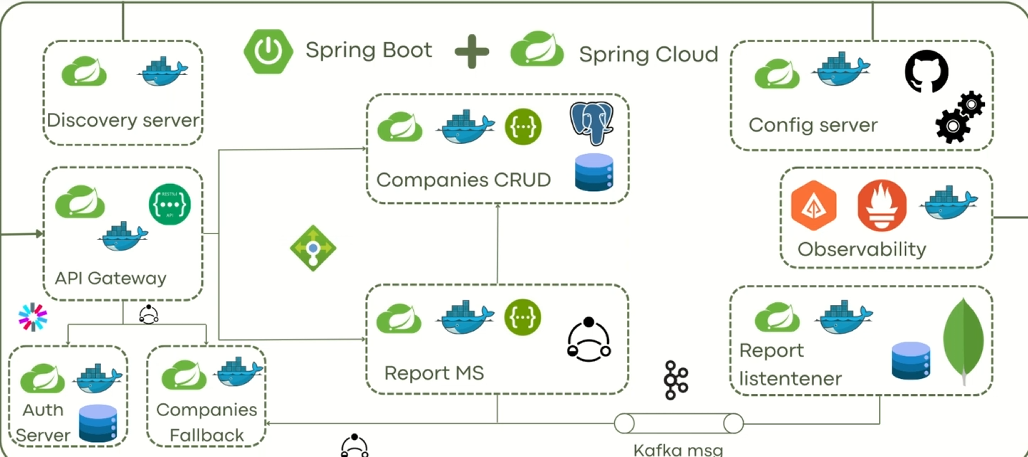 Spring Boot
Spring Cloud
Discovery server
Config server
Companies CRUD
API
API Gateway
Observability
Report MS
Report
listentener
Auth
Server
Companies
Fallback
Kafka msg